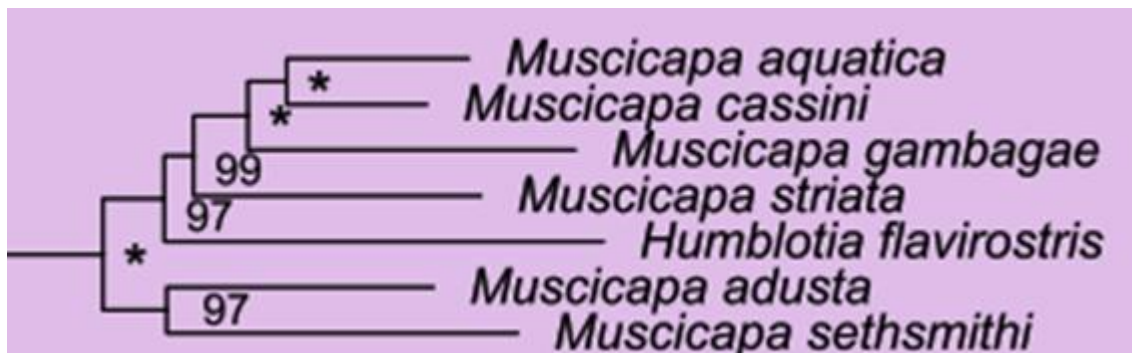 Muscicapa aquatica
*
Muscicapa cassini
*
Muscicapa gambagae
99
Muscicapa striata
97
Humblotia flavirostris
*
Muscicapa adusta
97
Muscicapa sethsmithi